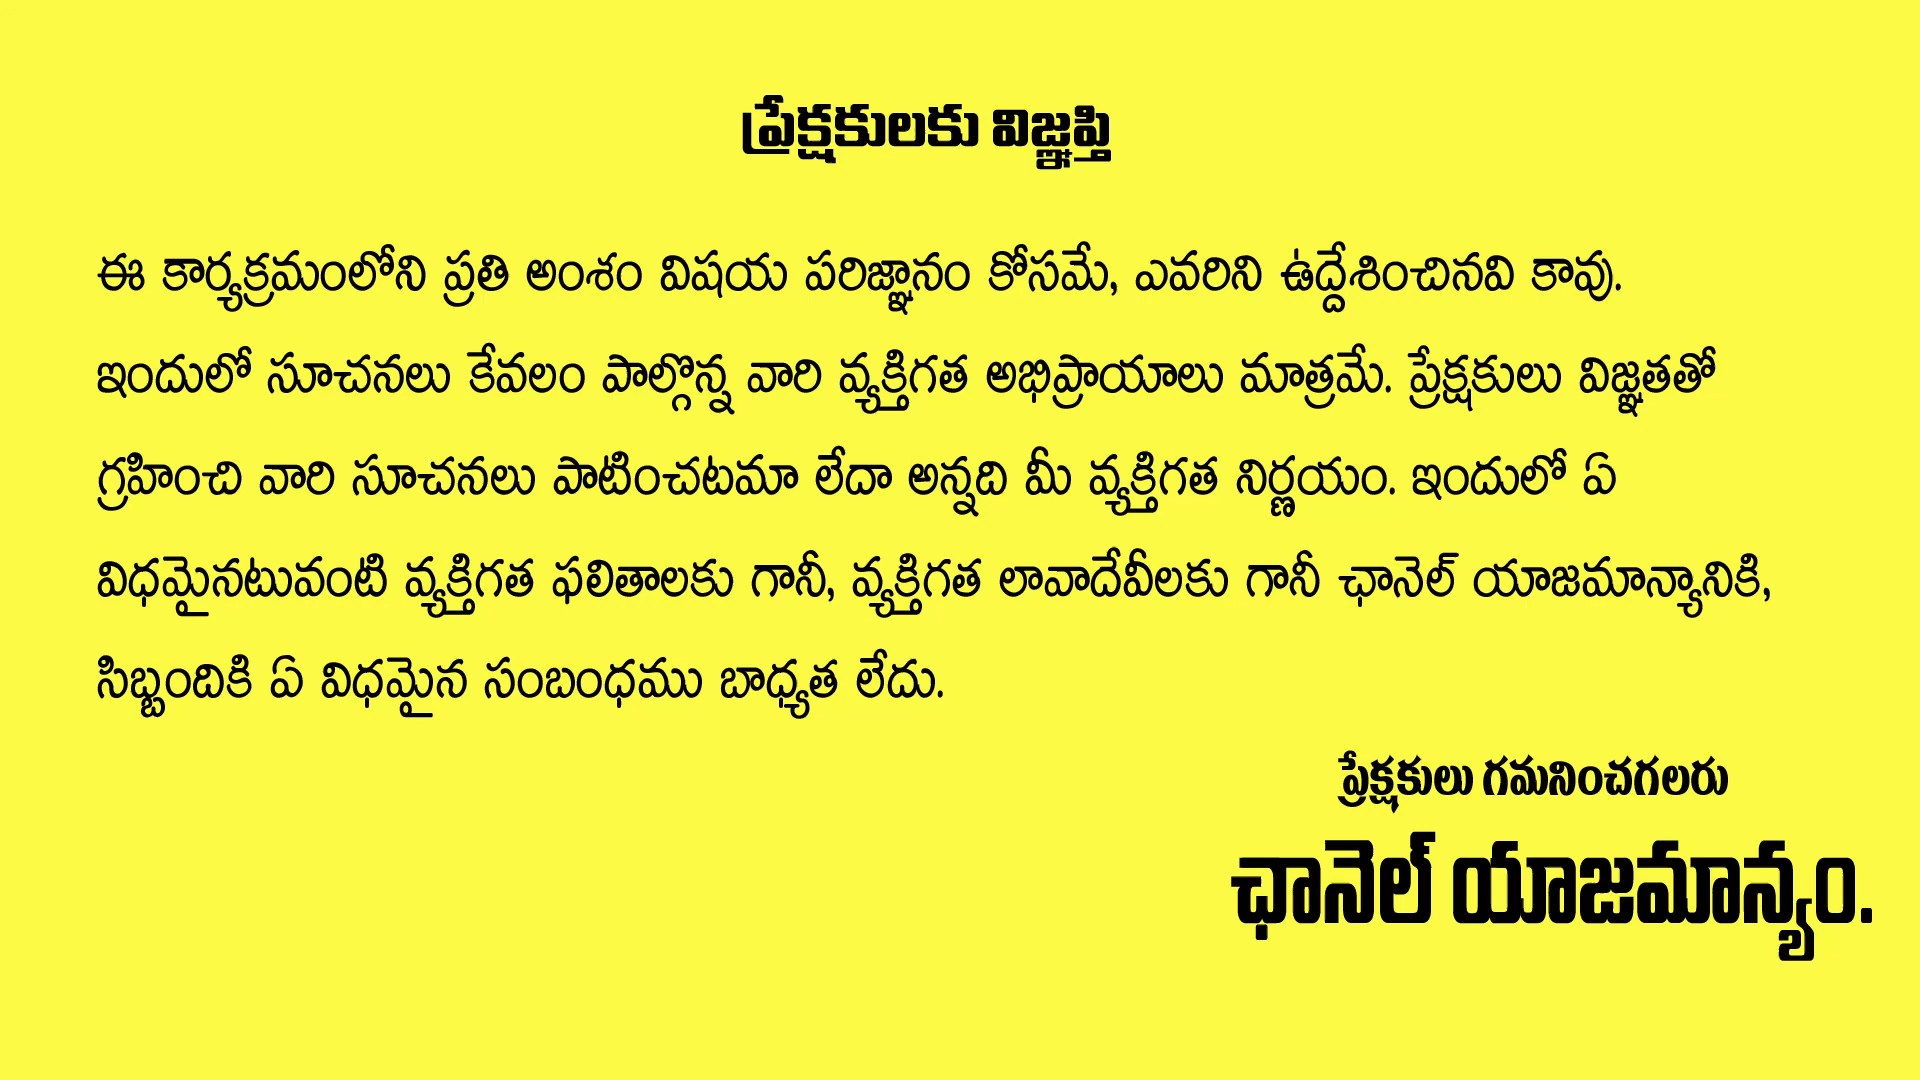 ప్రేక్షకులకు విజ్ఞప్తి
ఈ కార్యక్రమంలోని ప్రతి అంశం విషయ పరిజ్ఞానం కోసమే, ఎవరిని ఉద్దేశించినవి కావు.
ఇందులో సూచనలు కేవలం పాల్గొన్న వారి వ్యక్తిగత అభిప్రాయాలు మాత్రమే. ప్రేక్షకులు విజ్ఞతతో
గ్రహించి వారి సూచనలు పాటించటమా లేదా అన్నది మీ వ్యక్తిగత నిర్ణయం. ఇందులో ఏ
విధమైనటువంటి వ్యక్తిగత ఫలితాలకు గానీ, వ్యక్తిగత లావాదేవీలకు గానీ ఛానెల్ యాజమాన్యానికి,
సిబ్బందికి ఏ విధమైన సంబంధము బాధ్యత లేదు.
ప్రేక్షకులు గమనించగలరు
ఛానెల్ యాజమాన్యం.